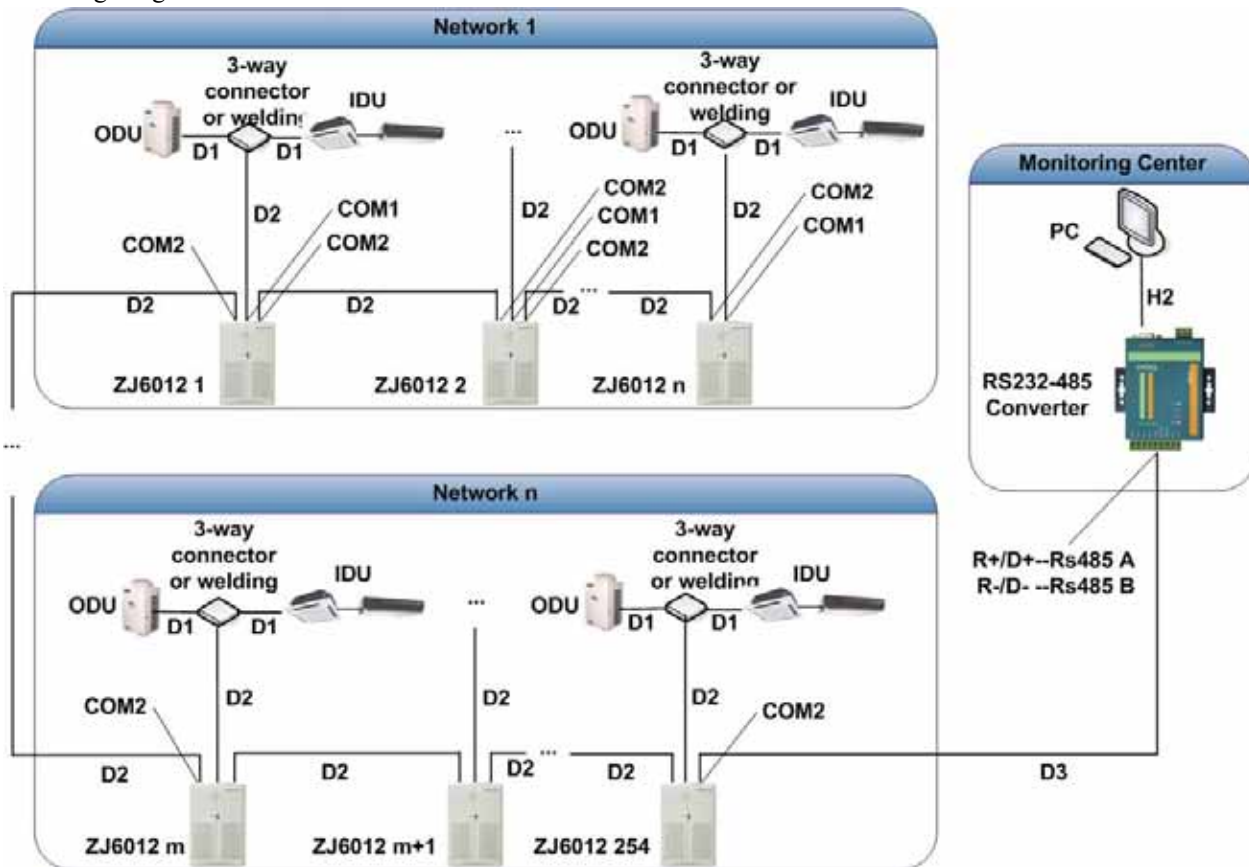 Network 1
3-way
connector
or welding
ODU
D1
D1
IDU
...
3-way
connector or
welding
ODU
D1
D1
IDU
D2
COM1
COM2
COM2
D2
COM2
COM1
COM2
D2
COM2
COM1
D2
D2
D2
...
D2
ZJ6012 1
ZJ6012 2
ZJ6012 n
Monitoring Center
PC
H2
RS232-485
Converter
R+/D+--Rs485 A
R-/D- --Rs485 B
...
Network n
3-way
connector
or welding
ODU
D1
D1
IDU
...
3-way
connector
or welding
ODU
D1
D1
IDU
COM2
D2
D2
D2
COM2
D2
D2
...
D2
D2
D3
ZJ6012 m
ZJ6012 m+1
ZJ6012 254